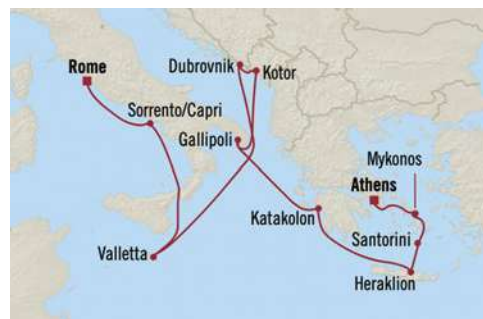 Rome
Dubrovnik
Kotor
Sorrento/Capri
Gallipoli
Mykonos
Athens
Katakolon
Santorini
Valletta
Heraklion